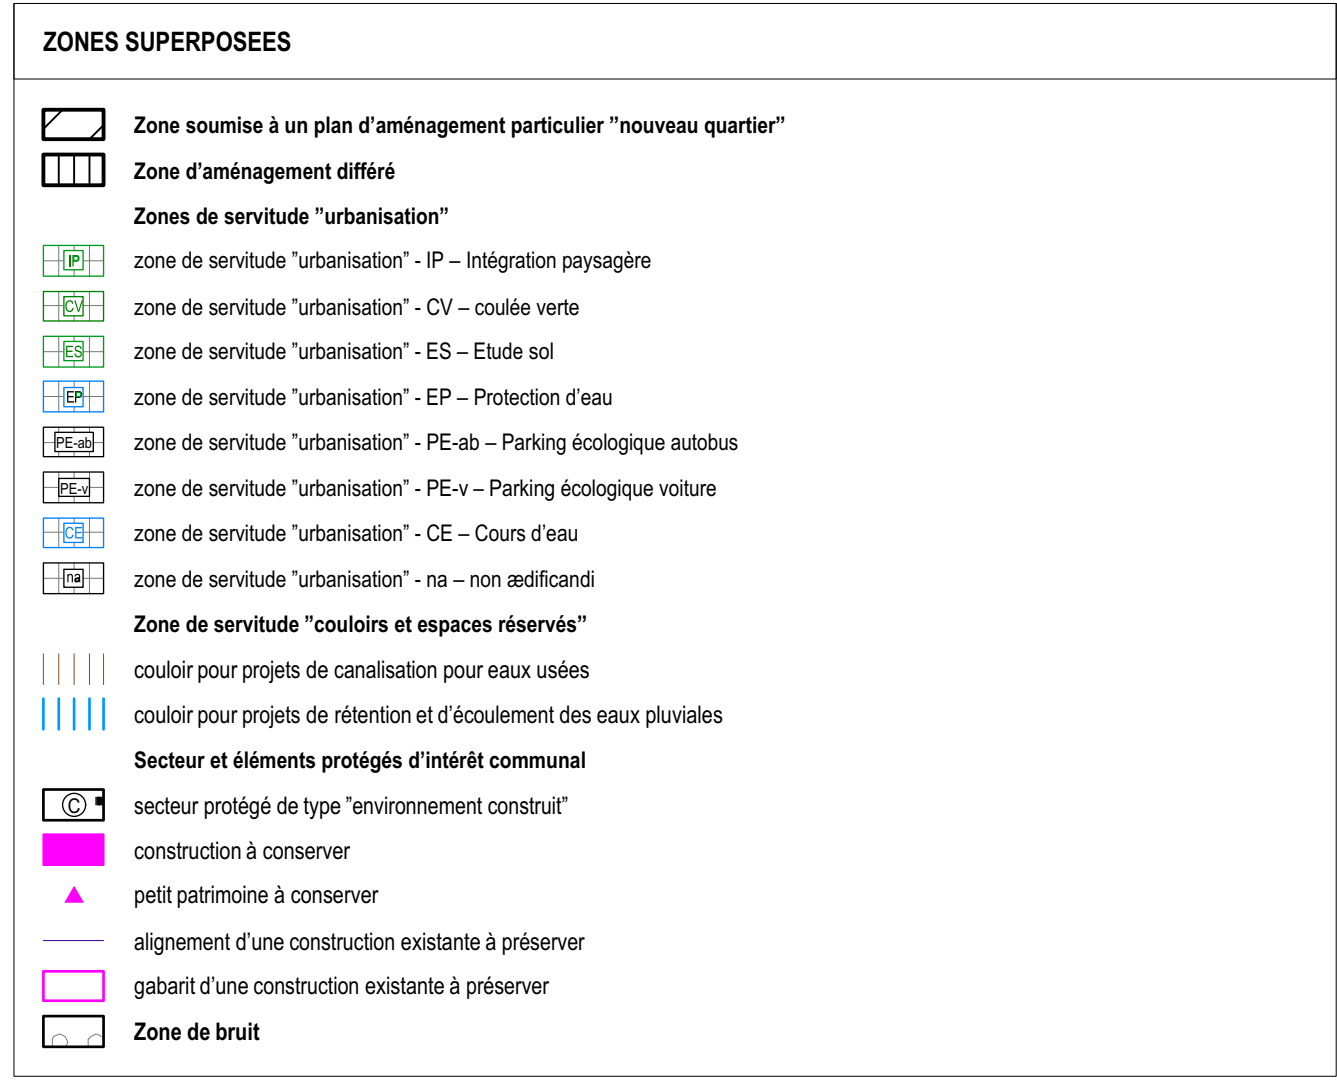 ZONES SUPERPOSEES
Zone soumise à un plan d’aménagement particulier ”nouveau quartier”
Zone d’aménagement différé
Zones de servitude ”urbanisation”
IP zone de servitude ”urbanisation” - IP – Intégration paysagère
CV zone de servitude ”urbanisation” - CV – coulée verte
ES zone de servitude ”urbanisation” - ES – Etude sol
EP zone de servitude ”urbanisation” - EP – Protection d’eau
PE-ab zone de servitude ”urbanisation” - PE-ab – Parking écologique autobus
PE-v zone de servitude ”urbanisation” - PE-v – Parking écologique voiture
CE zone de servitude ”urbanisation” - CE – Cours d’eau
na zone de servitude ”urbanisation” - na – non ædificandi
Zone de servitude ”couloirs et espaces réservés”
couloir pour projets de canalisation pour eaux usées
couloir pour projets de rétention et d’écoulement des eaux pluviales
Secteur et éléments protégés d’intérêt communal
© secteur protégé de type ”environnement construit”
construction à conserver
petit patrimoine à conserver
alignement d’une construction existante à préserver
gabarit d’une construction existante à préserver
Zone de bruit